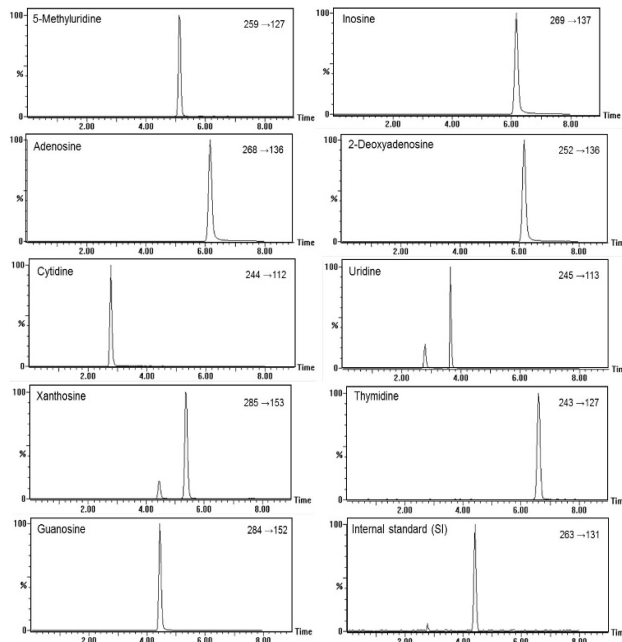 5-Methyluridine
259 →127
100
%
0
2.00 4.00 6.00 8.00 Time
Inosine
269 →137
100
%
0
2.00 4.00 6.00 8.00 Time
Adenosine
268 →136
100
%
0
2.00 4.00 6.00 8.00 Time
2-Deoxyadenosine
252 →136
100
%
0
2.00 4.00 6.00 8.00 Time
Cytidine
244 →112
100
%
0
2.00 4.00 6.00 8.00 Time
Uridine
245 →113
100
%
2.00 4.00 6.00 8.00 Time
Xanthosine
285 →153
100
%
0
2.00 4.00 6.00 8.00 Time
Thymidine
243 →127
100
%
0
2.00 4.00 6.00 8.00 Time
Guanosine
284 →152
100
%
0
2.00 4.00 6.00 8.00 Time
Internal standard (SI)
263 →131
100
%
0
2.00 4.00 6.00 8.00 Time